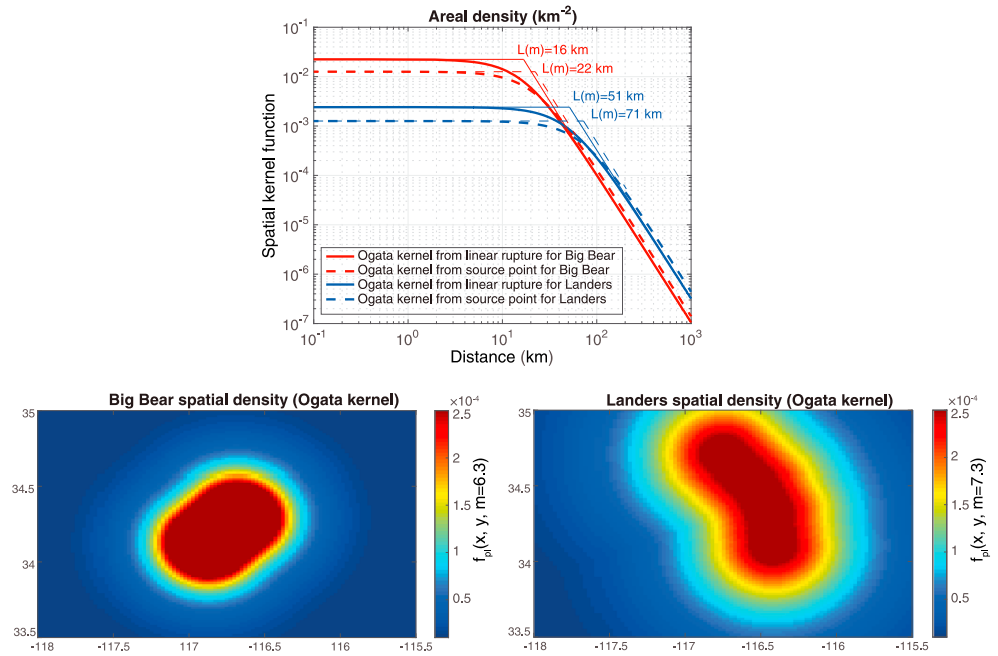 Areal density (km-2)
10-1
10-2
10-3
10-4
10-5
10-6
10-7
Spatial kernel function
L(m)=16 km
L(m)=22 km
L(m)=51 km
L(m)=71 km
Ogata kernel from linear rupture for Big Bear
Ogata kernel from source point for Big Bear
Ogata kernel from linear rupture for Landers
Ogata kernel from source point for Landers
10-1 100 101 102 103
Distance (km)
Big Bear spatial density (Ogata kernel)
35
34.5
34
33.5
-118 -117.5 -117 -116.5 -116 -115.5
×10-4
2.5
2
1.5
1
0.5
fpl(x, y, m=6.3)
Landers spatial density (Ogata kernel)
35
34.5
34
33.5
-118 -117.5 -117 -116.5 -116 -115.5
×10-4
2.5
2
1.5
1
0.5
fpl(x, y, m=7.3)